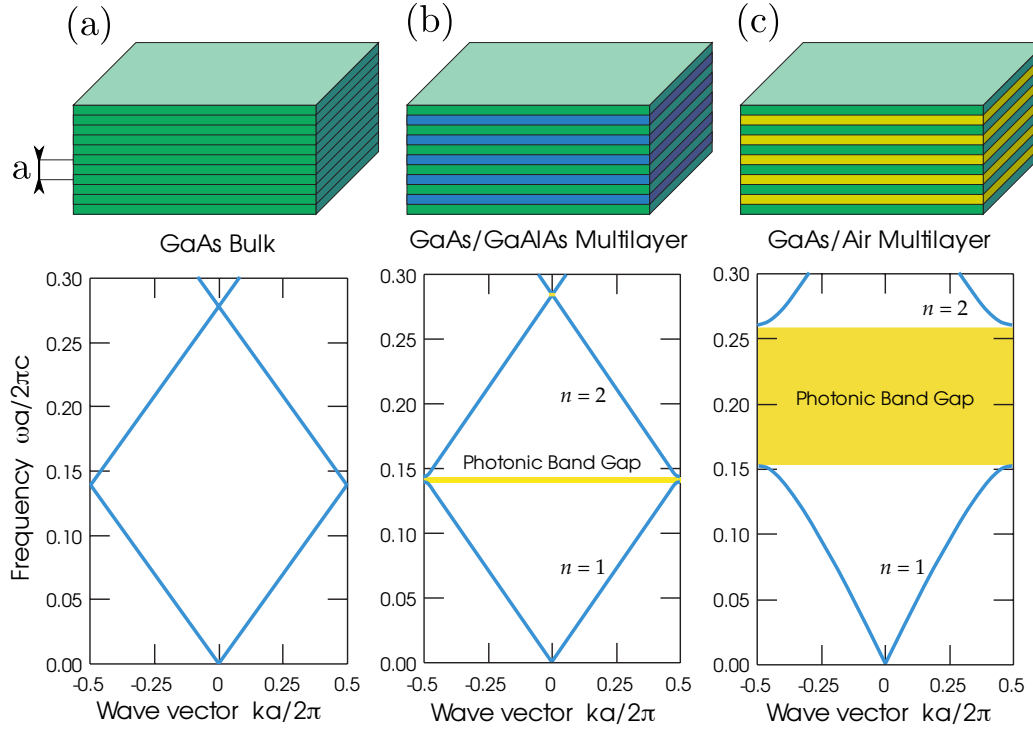 (a) (b) (c)
a
GaAs Bulk GaAs/GaAlAs Multilayer GaAs/Air Multilayer
0.30 0.30 0.30
0.25 0.25 0.25 n = 2
0.20 0.20 n = 2 0.20 Photonic Band Gap
0.15 0.15 Photonic Band Gap 0.15
0.10 0.10 0.10
n = 1 n = 1
0.05 0.05 0.05
0.00 0.00 0.00
Frequency ωa/2πc
-0.5 -0.25 0 0.25 0.5 -0.5 -0.25 0 0.25 0.5 -0.5 -0.25 0 0.25 0.5
Wave vector ka/2π Wave vector ka/2π Wave vector ka/2π